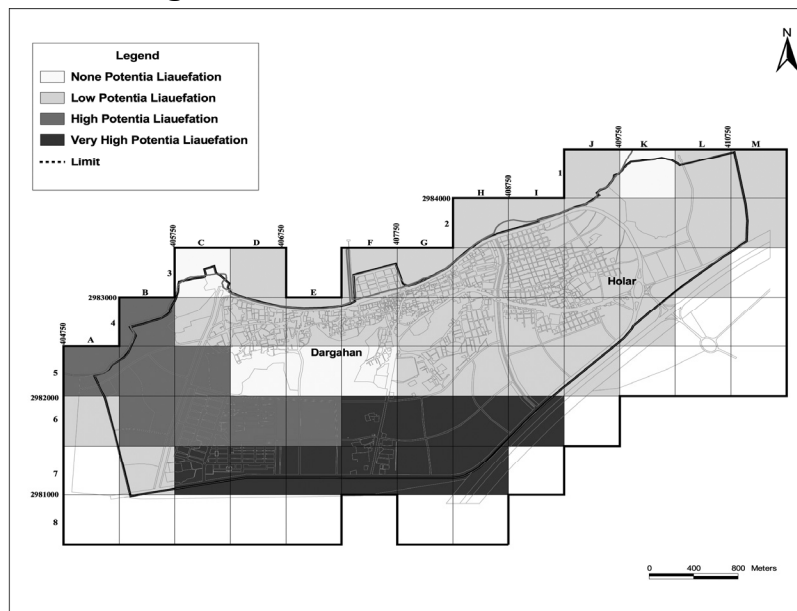 Legend
None Potentia Liauefation
Low Potentia Liauefation
High Potentia Liauefation
Very High Potentia Liauefation
Limit
N
J
409750
K
L
410750
M
1
H
408750
I
2984000
2
405750
C
D
406750
F
407750
G
3
E
Holar
B
2983000
4
404750
A
Dargahan
5
2982000
6
7
2981000
8
0 400 800 Meters